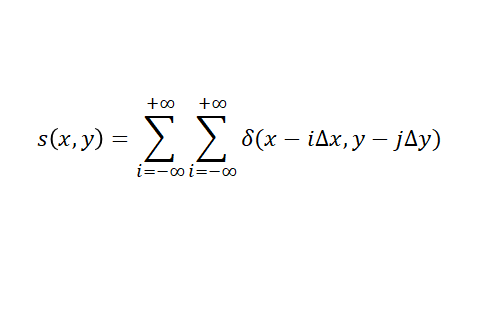 s(x, y) = ∑_{i=−∞}^{+∞} ∑_{i=−∞}^{+∞} δ(x − iΔx, y − jΔy)